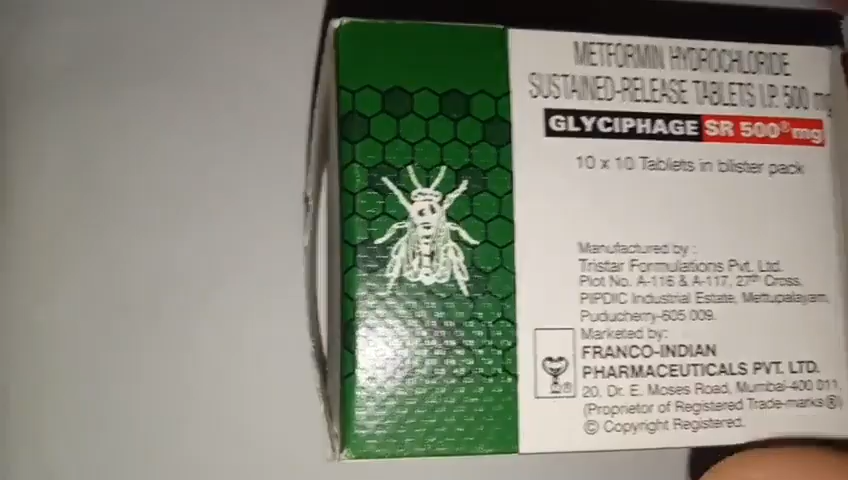 METFORMIN HYDROCHLORIDE
SUSTAINED-RELEASE TABLETS I.P. 500 mg
GLYCIPHAGE SR 500® mg
10 x 10 Tablets in blister pack
Manufactured by :
Tristar Formulations Pvt. Ltd.
Plot No. A-116 & A-117, 27th Cross,
PIPDIC Industrial Estate, Mettupalayam,
Puducherry-605 009.
Marketed by:
FRANCO-INDIAN
PHARMACEUTICALS PVT. LTD.
20, Dr. E. Moses Road, Mumbai-400 011.
(Proprietor of Registered Trade-marks ®)
© Copyright Registered.